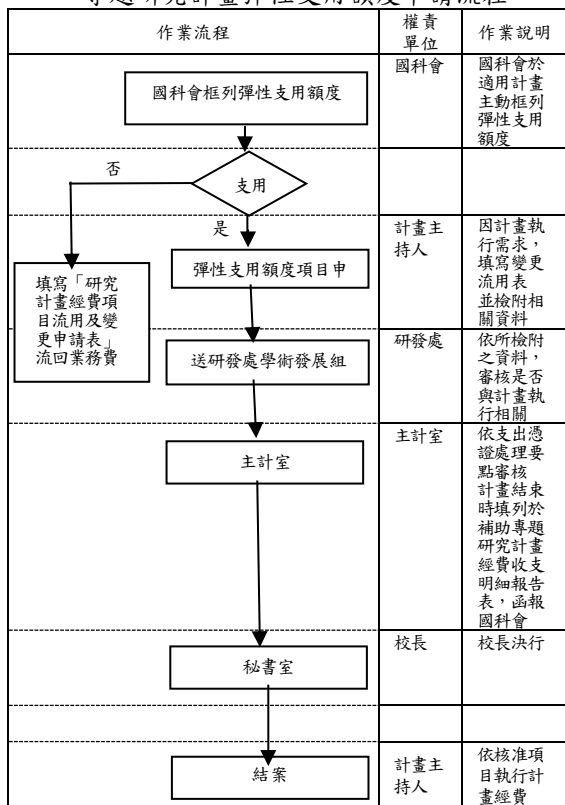 專題研究計畫彈性支用額度申請流程
作業流程
權責
單位
作業說明
國科會框列彈性支用額度
國科會
國科會於
適用計畫
主動框列
彈性支用
額度
否
支用
是
填寫「研究
計畫經費項
目流用及變
更申請表」
流回業務費
彈性支用額度項目申
計畫主
持人
因計畫執
行需求，
填寫變更
流用表
並檢附相
關資料
送研發處學術發展組
研發處
依所檢附
之資料，
審核是否
與計畫執
行相關
主計室
主計室
依支出憑
證處理要
點審核
計畫結束
時填列於
補助專題
研究計畫
經費收支
明細報告
表，函報
國科會
秘書室
校長
校長決行
結案
計畫主
持人
依核准項
目執行計
畫經費